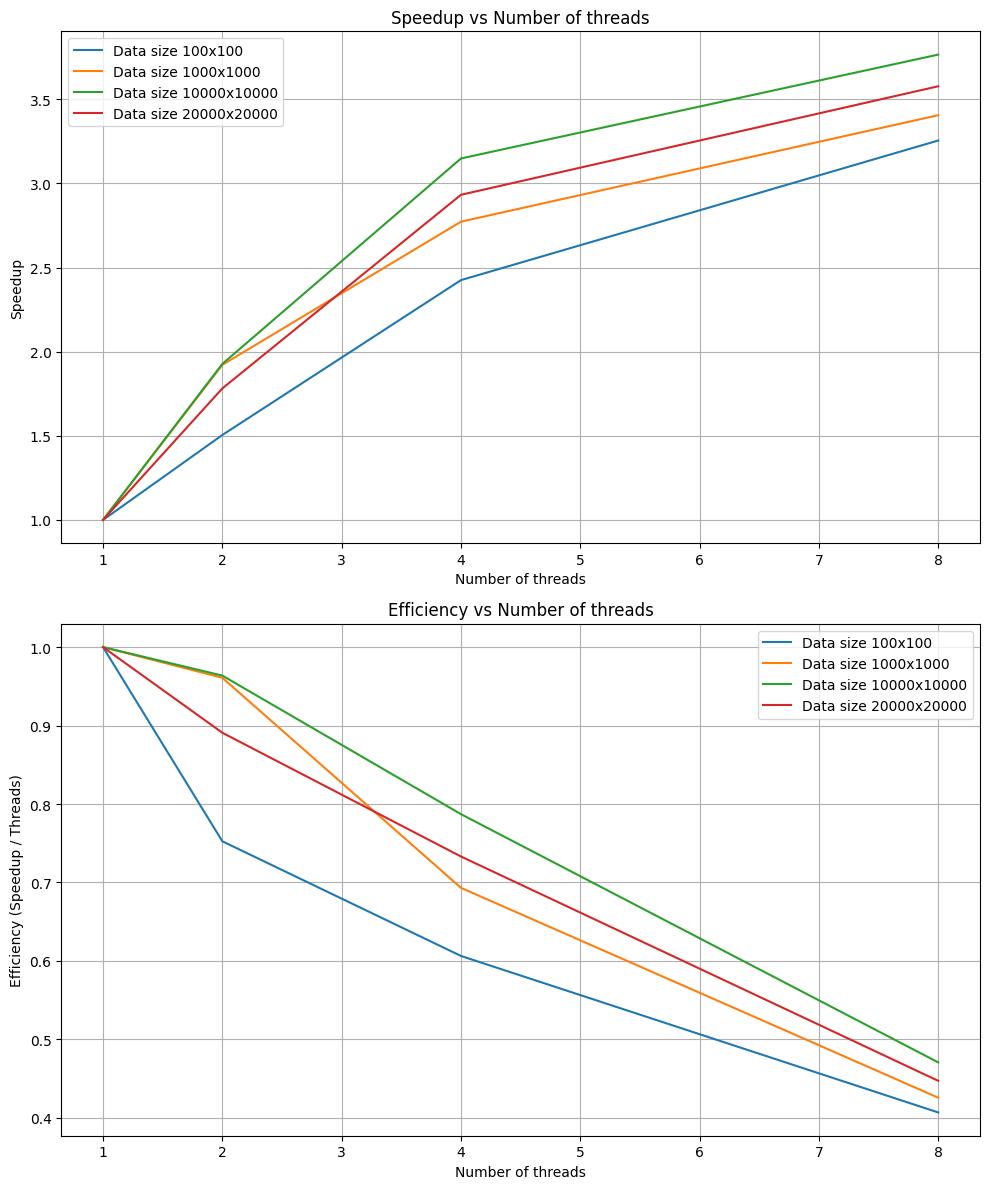 Speedup vs Number of threads
Data size 100x100
Data size 1000x1000
Data size 10000x10000
Data size 20000x20000
3.5
3.0
2.5
2.0
1.5
1.0
Speedup
1 2 3 4 5 6 7 8
Number of threads
Efficiency vs Number of threads
Data size 100x100
Data size 1000x1000
Data size 10000x10000
Data size 20000x20000
1.0
0.9
0.8
0.7
0.6
0.5
0.4
Efficiency (Speedup / Threads)
1 2 3 4 5 6 7 8
Number of threads